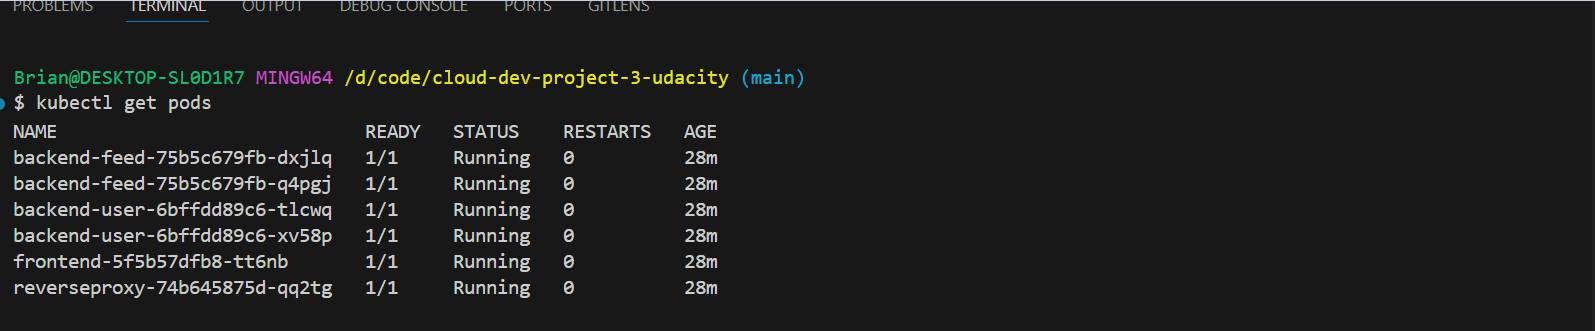 PROBLEMS TERMINAL OUTPUT DEBUG CONSOLE PORTS GITLENS
Brian@DESKTOP-SL0D1R7 MINGW64 /d/code/cloud-dev-project-3-udacity (main)
$ kubectl get pods
NAME READY STATUS RESTARTS AGE
backend-feed-75b5c679fb-dxjlq 1/1 Running 0 28m
backend-feed-75b5c679fb-q4pgj 1/1 Running 0 28m
backend-user-6bffdd89c6-tlcwq 1/1 Running 0 28m
backend-user-6bffdd89c6-xv58p 1/1 Running 0 28m
frontend-5f5b57dfb8-tt6nb 1/1 Running 0 28m
reverseproxy-74b645875d-qq2tg 1/1 Running 0 28m